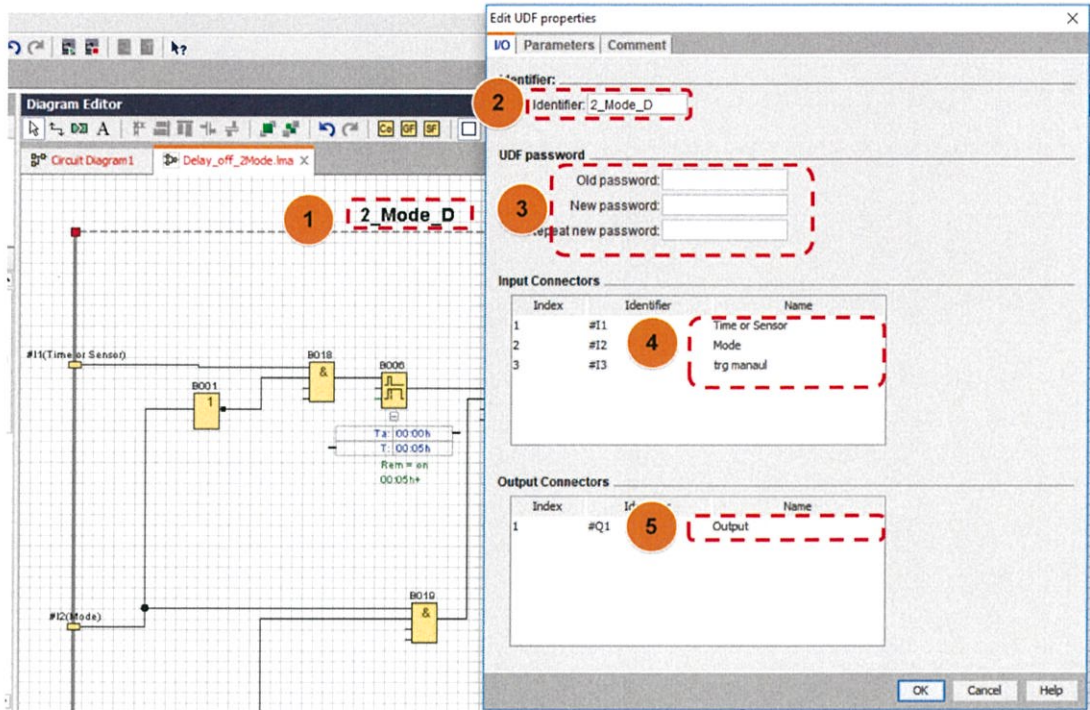 Edit UDF properties
I/O Parameters Comment
Identifier:
2
Identifier: 2_Mode_D
UDF password
Old password:
New password:
3
Repeat new password:
Input Connectors
Index Identifier Name
1 #I1 Time or Sensor
2 #I2 Mode
3 #I3 trg manaul
4
Output Connectors
Index Name
1 #Q1 Output
5
OK Cancel Help
Diagram Editor
A Co GF SF
Circuit Diagram1 Delay_off_2Mode.lma
1
2_Mode_D
#I1(Time or Sensor)
B018
&
B006
B001
1
Ta: 00:00h
T: 00:05h
Rem = on
00:05h+
#I2(Mode)
B019
&